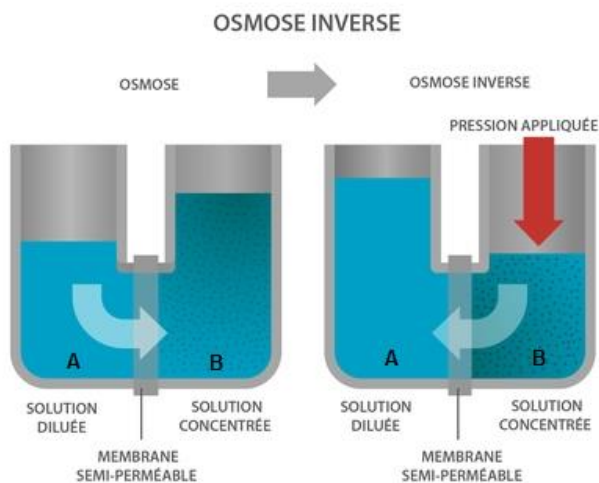 OSMOSE INVERSE
OSMOSE
OSMOSE INVERSE
PRESSION APPLIQUÉE
A
B
A
B
SOLUTION
DILUÉE
SOLUTION
CONCENTRÉE
SOLUTION
DILUÉE
SOLUTION
CONCENTRÉE
MEMBRANE
SEMI-PERMÉABLE
MEMBRANE
SEMI-PERMÉABLE